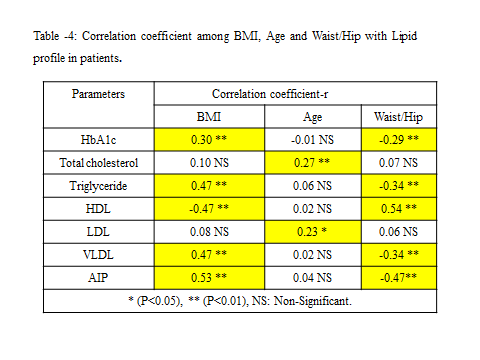 Table -4: Correlation coefficient among BMI, Age and Waist/Hip with Lipid
profile in patients.
Parameters Correlation coefficient-r
BMI Age Waist/Hip
HbA1c 0.30 ** -0.01 NS -0.29 **
Total cholesterol 0.10 NS 0.27 ** 0.07 NS
Triglyceride 0.47 ** 0.06 NS -0.34 **
HDL -0.47 ** 0.02 NS 0.54 **
LDL 0.08 NS 0.23 * 0.06 NS
VLDL 0.47 ** 0.02 NS -0.34 **
AIP 0.53 ** 0.04 NS -0.47**
* (P<0.05), ** (P<0.01), NS: Non-Significant.